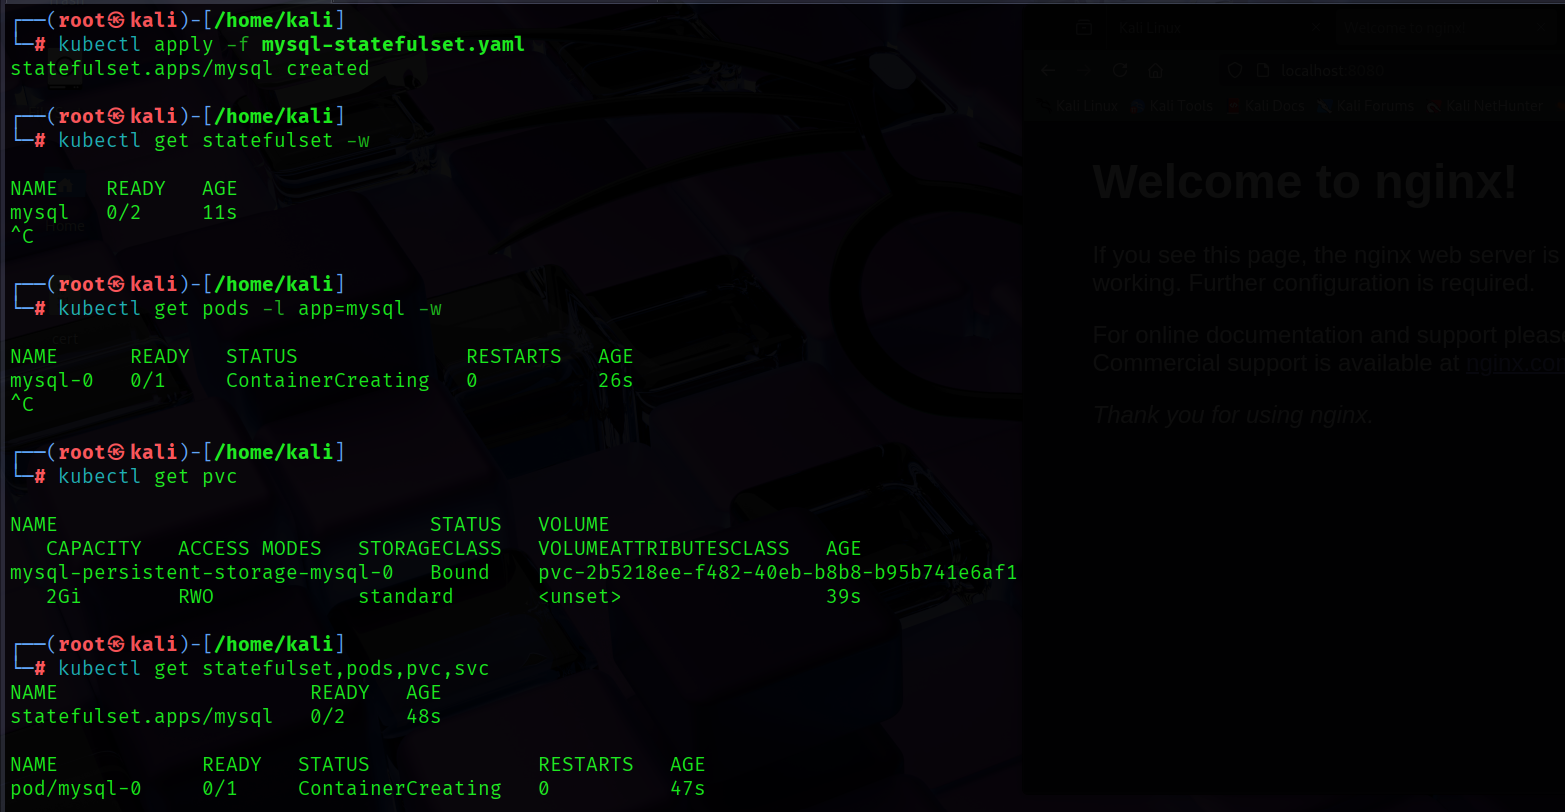 ┌──(root㉿kali)-[/home/kali]
└─# kubectl apply -f mysql-statefulset.yaml
statefulset.apps/mysql created
┌──(root㉿kali)-[/home/kali]
└─# kubectl get statefulset -w
NAME    READY   AGE
mysql   0/2     11s
^C
┌──(root㉿kali)-[/home/kali]
└─# kubectl get pods -l app=mysql -w
NAME      READY   STATUS              RESTARTS   AGE
mysql-0   0/1     ContainerCreating   0          26s
^C
┌──(root㉿kali)-[/home/kali]
└─# kubectl get pvc
NAME                               STATUS   VOLUME
   CAPACITY   ACCESS MODES   STORAGECLASS   VOLUMEATTRIBUTESCLASS   AGE
mysql-persistent-storage-mysql-0   Bound    pvc-2b5218ee-f482-40eb-b8b8-b95b741e6af1
   2Gi        RWO            standard       <unset>                 39s
┌──(root㉿kali)-[/home/kali]
└─# kubectl get statefulset,pods,pvc,svc
NAME                     READY   AGE
statefulset.apps/mysql   0/2     48s
NAME            READY   STATUS              RESTARTS   AGE
pod/mysql-0     0/1     ContainerCreating   0          47s
Home
Kali Linux
localhost:8080
Kali Linux Kali Tools Kali Docs Kali Forums Kali NetHunter
Welcome to nginx!
If you see this page, the nginx web server is
working. Further configuration is required.
For online documentation and support
Commercial support is available at
Thank you for using nginx.